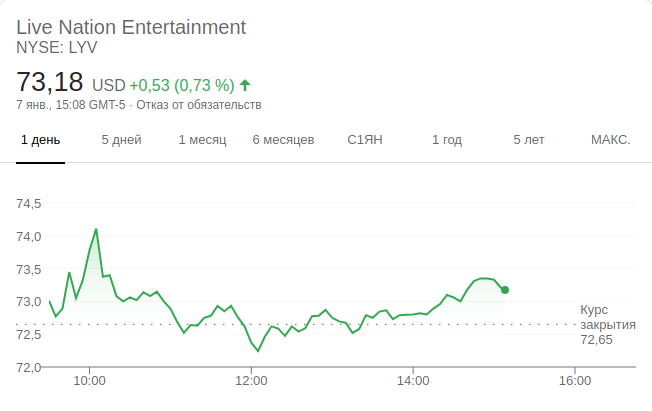 Live Nation Entertainment
NYSE: LYV
73,18 USD +0,53 (0,73 %)
7 янв., 15:08 GMT-5 · Отказ от обязательств
1 день 5 дней 1 месяц 6 месяцев С1ЯН 1 год 5 лет МАКС.
74,5
74,0
73,5
73,0
Курс
закрытия
72,65
72,5
72,0
10:00 12:00 14:00 16:00